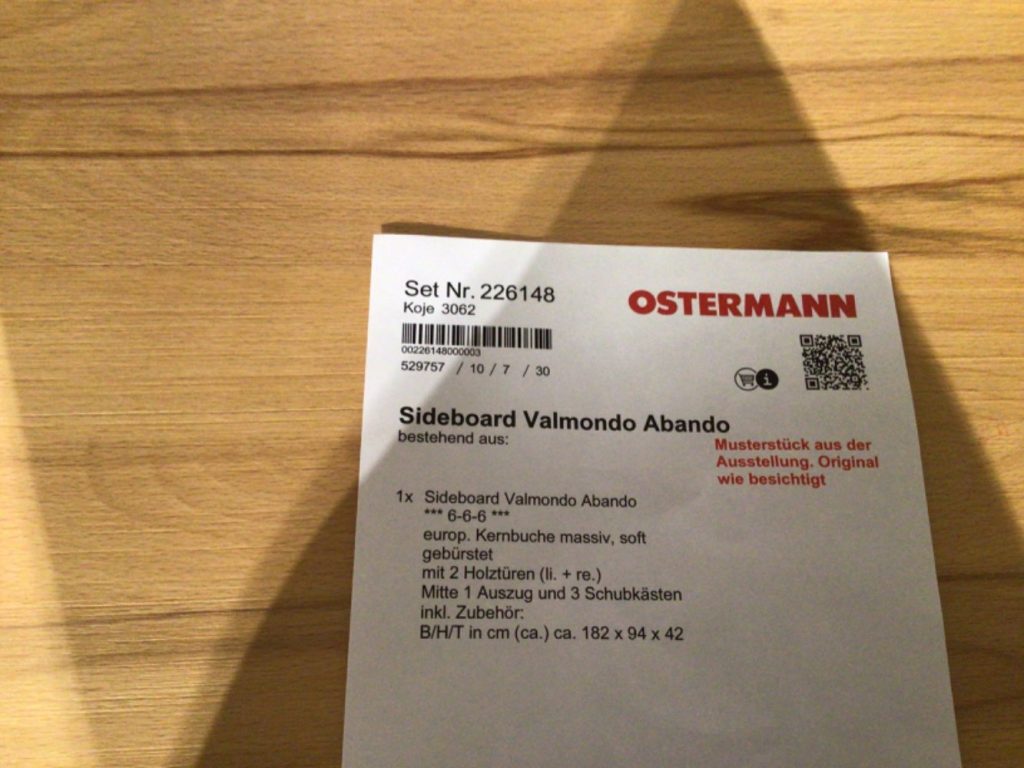 Set Nr. 226148
Koje 3062
OSTERMANN
00226148000003
529757 / 10 / 7 / 30
Sideboard Valmondo Abando
bestehend aus:
Musterstück aus der
Ausstellung. Original
wie besichtigt
1x Sideboard Valmondo Abando
*** 6-6-6 ***
europ. Kernbuche massiv, soft
gebürstet
mit 2 Holztüren (li. + re.)
Mitte 1 Auszug und 3 Schubkästen
inkl. Zubehör:
B/H/T in cm (ca.) ca. 182 x 94 x 42